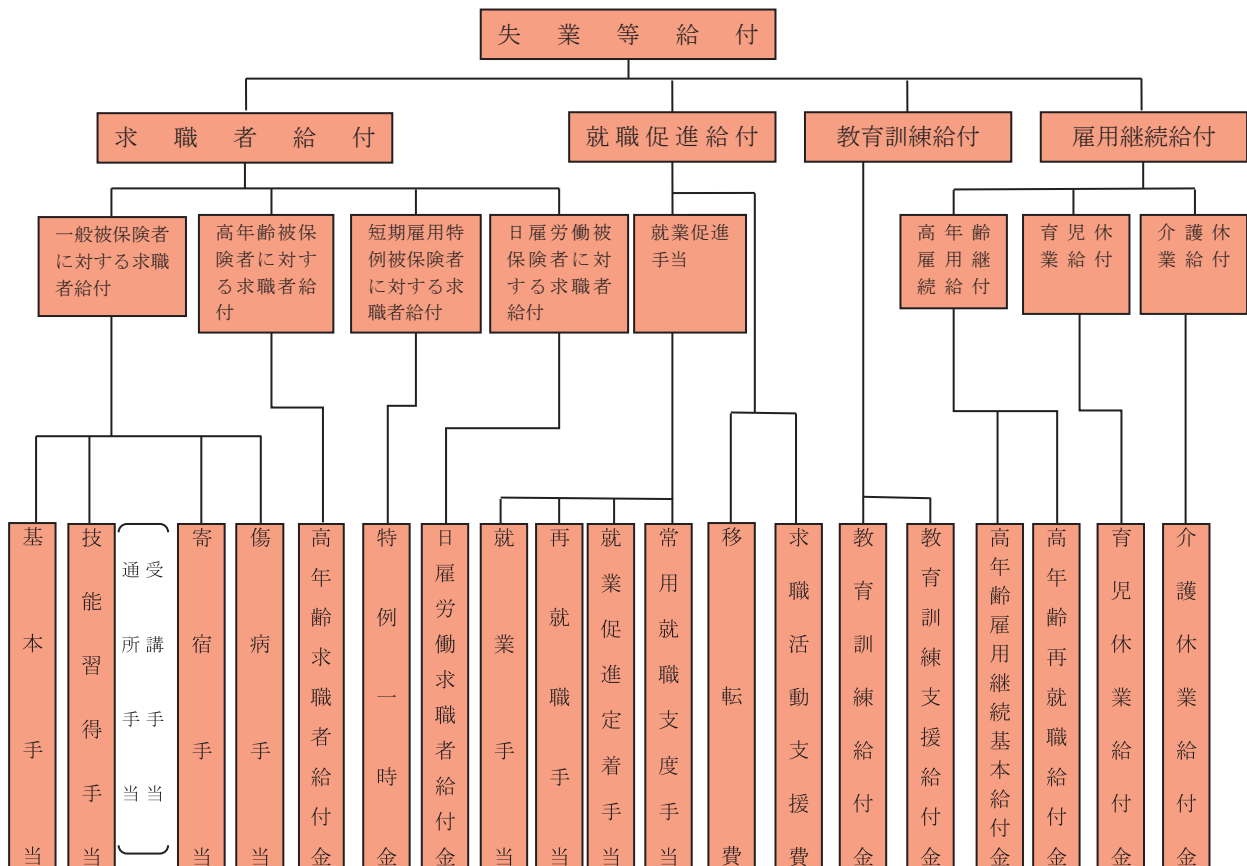 失業等給付
求職者給付
就職促進給付
教育訓練給付
雇用継続給付
一般被保険者
に対する求職
者給付
高年齢被保
険者に対す
る求職者給
付
短期雇用特
例被保険者
に対する求
職者給付
日雇労働被
保険者に対
する求職者
給付
就業促進
手当
高年齢
雇用継
続給付
育児休
業給付
介護休
業給付
基本手当
技能習得手当
受講手当
通所手当
寄宿手当
傷病手当
高年齢求職者給付金
特例一時金
日雇労働求職者給付金
就業手当
再就職手当
就業促進定着手当
常用就職支度手当
移転費
求職活動支援費
教育訓練給付金
教育訓練支援給付金
高年齢雇用継続基本給付金
高年齢再就職給付金
育児休業給付金
介護休業給付金